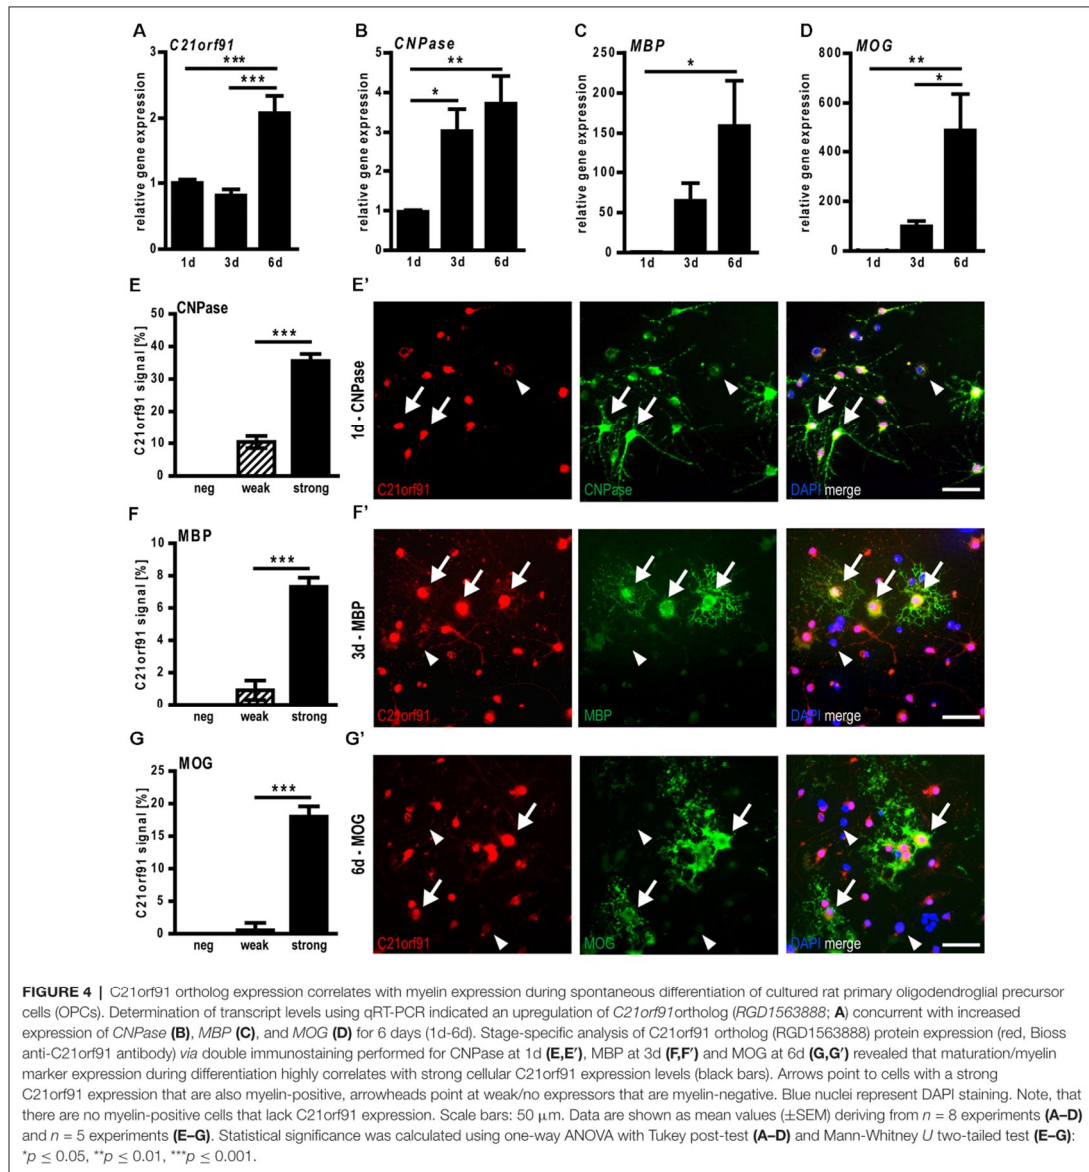 A
C21orf91
relative gene expression
3
2
1
0
***
***
1d 3d 6d
B
CNPase
relative gene expression
5
4
3
2
1
0
**
*
1d 3d 6d
C
MBP
relative gene expression
250
200
150
100
50
0
*
1d 3d 6d
D
MOG
relative gene expression
800
600
400
200
0
**
*
1d 3d 6d
E
CNPase
C21orf91 signal [%]
50
40
30
20
10
0
***
neg weak strong
E'
1d - CNPase
C21orf91
CNPase
DAPI merge
F
MBP
C21orf91 signal [%]
10
8
6
4
2
0
***
neg weak strong
F'
3d - MBP
C21orf91
MBP
DAPI merge
G
MOG
C21orf91 signal [%]
25
20
15
10
5
0
***
neg weak strong
G'
6d - MOG
C21orf91
MOG
DAPI merge
FIGURE 4 | C21orf91 ortholog expression correlates with myelin expression during spontaneous differentiation of cultured rat primary oligodendroglial precursor
cells (OPCs). Determination of transcript levels using qRT-PCR indicated an upregulation of C21orf91ortholog (RGD1563888; A) concurrent with increased
expression of CNPase (B), MBP (C), and MOG (D) for 6 days (1d-6d). Stage-specific analysis of C21orf91 ortholog (RGD1563888) protein expression (red, Bioss
anti-C21orf91 antibody) via double immunostaining performed for CNPase at 1d (E,E′), MBP at 3d (F,F′) and MOG at 6d (G,G′) revealed that maturation/myelin
marker expression during differentiation highly correlates with strong cellular C21orf91 expression levels (black bars). Arrows point to cells with a strong
C21orf91 expression that are also myelin-positive, arrowheads point at weak/no expressors that are myelin-negative. Blue nuclei represent DAPI staining. Note, that
there are no myelin-positive cells that lack C21orf91 expression. Scale bars: 50 μm. Data are shown as mean values (±SEM) deriving from n = 8 experiments (A–D)
and n = 5 experiments (E–G). Statistical significance was calculated using one-way ANOVA with Tukey post-test (A–D) and Mann-Whitney U two-tailed test (E–G):
*p ≤ 0.05, **p ≤ 0.01, ***p ≤ 0.001.